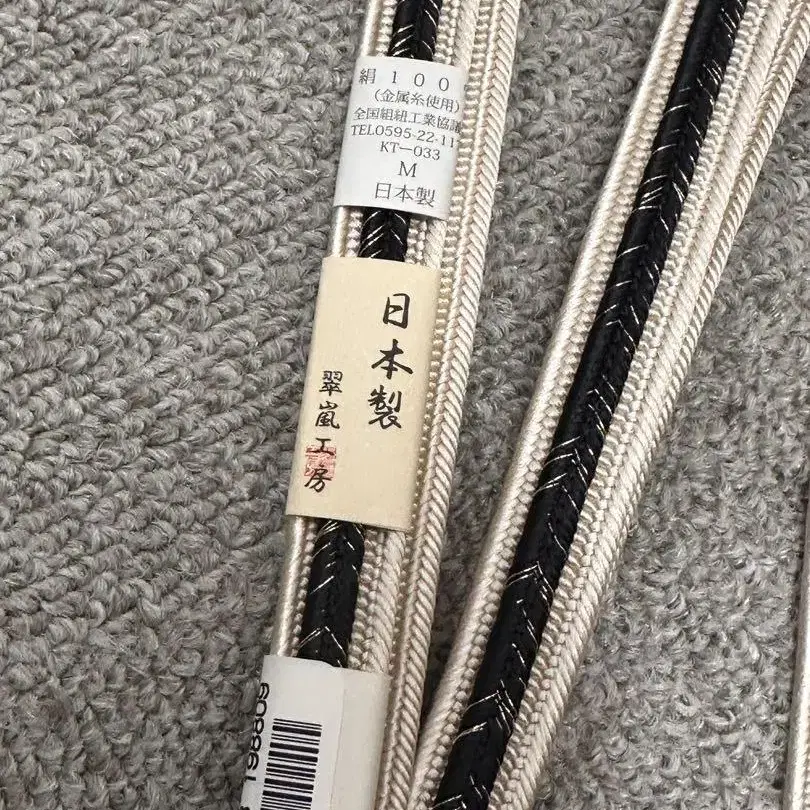 絹100
(金属糸使用)
全国組紐工業協
TEL0595-22-11
KT-033
M
日本製
日本製
翠嵐工房
198809